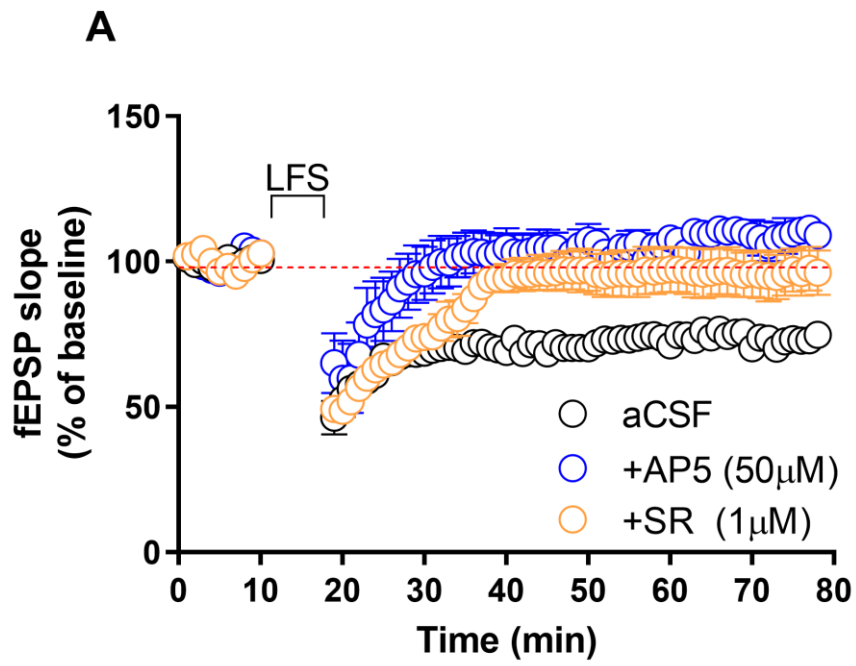 A
fEPSP slope
(% of baseline)
150
100
50
0
LFS
aCSF
+AP5 (50μM)
+SR (1μM)
0 10 20 30 40 50 60 70 80
Time (min)